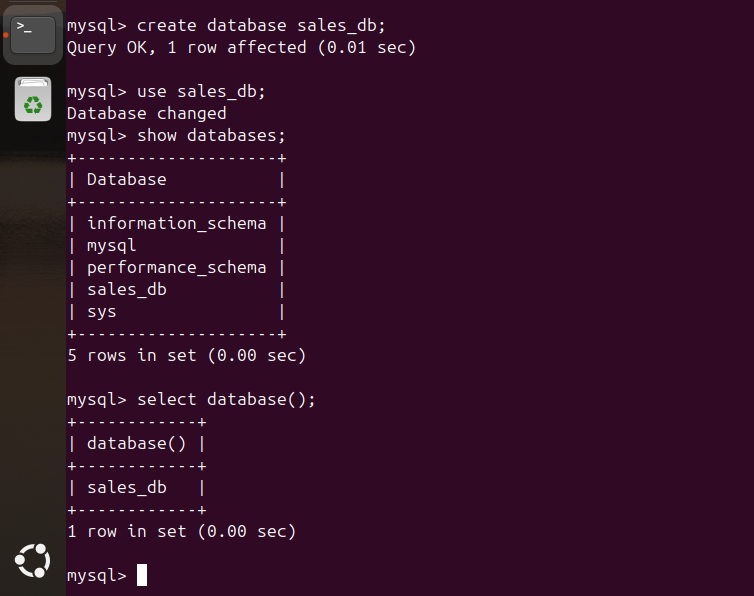 >_
mysql> create database sales_db;
Query OK, 1 row affected (0.01 sec)
mysql> use sales_db;
Database changed
mysql> show databases;
+--------------------+
| Database           |
+--------------------+
| information_schema |
| mysql              |
| performance_schema |
| sales_db           |
| sys                |
+--------------------+
5 rows in set (0.00 sec)
mysql> select database();
+------------+
| database() |
+------------+
| sales_db   |
+------------+
1 row in set (0.00 sec)
mysql>